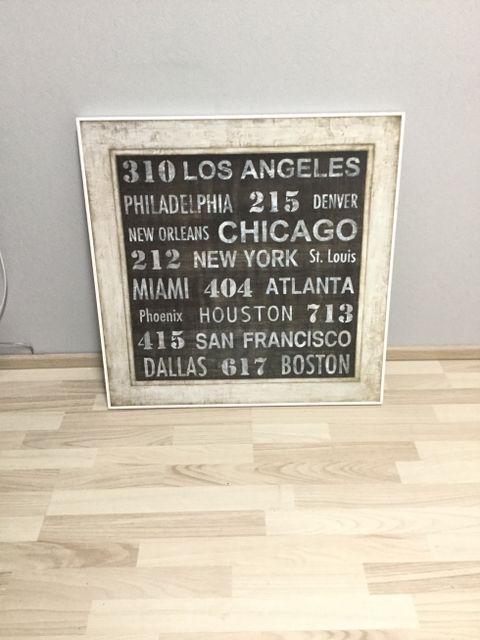 310 LOS ANGELES
PHILADELPHIA 215 DENVER
NEW ORLEANS CHICAGO
212 NEW YORK St. Louis
MIAMI 404 ATLANTA
Phoenix HOUSTON 713
415 SAN FRANCISCO
DALLAS 617 BOSTON